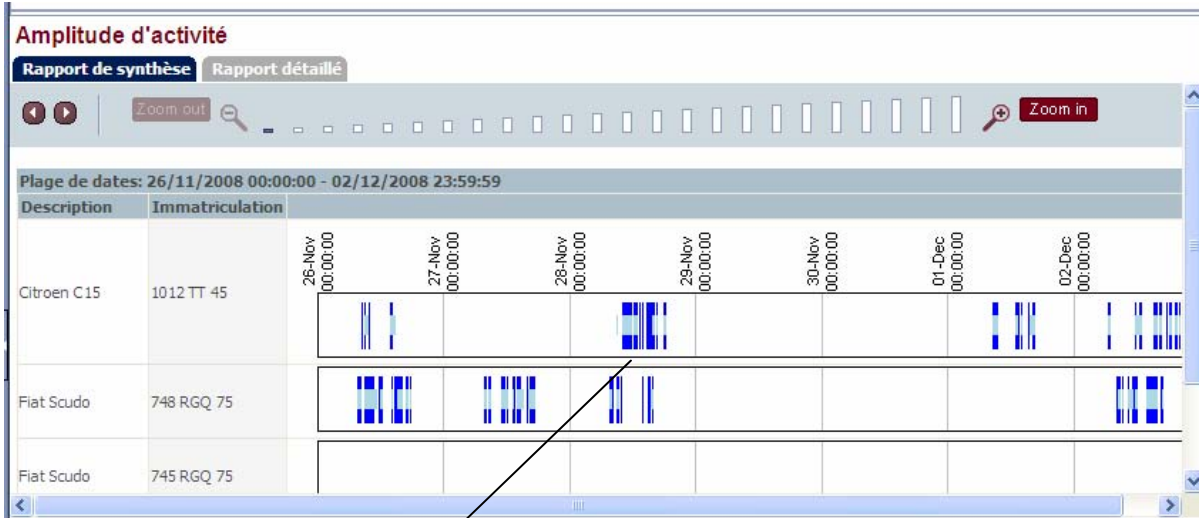 Amplitude d'activité
Rapport de synthèse Rapport détaillé
Zoom out Zoom in
Plage de dates: 26/11/2008 00:00:00 - 02/12/2008 23:59:59
Description Immatriculation
26-Nov 00:00:00
27-Nov 00:00:00
28-Nov 00:00:00
29-Nov 00:00:00
30-Nov 00:00:00
01-Dec 00:00:00
02-Dec 00:00:00
Citroen C15 1012 TT 45
Fiat Scudo 748 RGQ 75
Fiat Scudo 745 RGQ 75